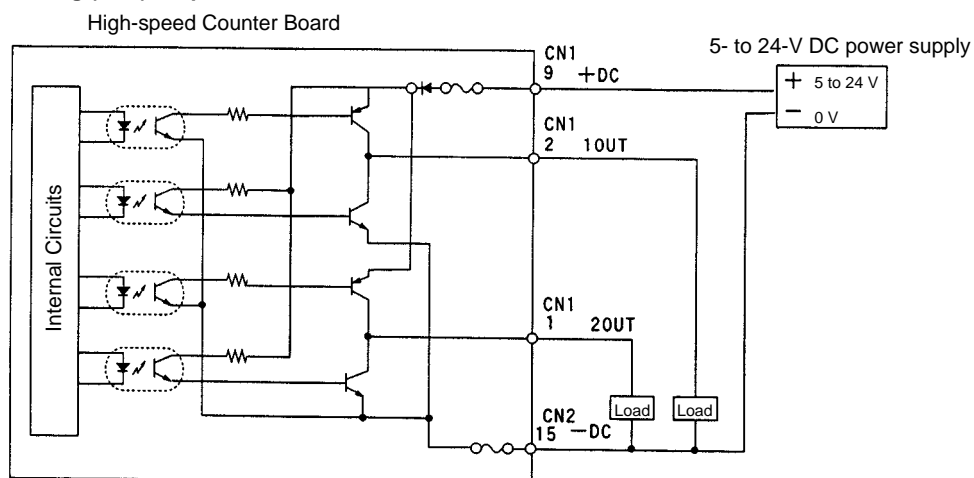 High-speed Counter Board
5- to 24-V DC power supply
CN1
9 +DC
+ 5 to 24 V
− 0 V
CN1
2 1OUT
Internal Circuits
CN1
1 2OUT
Load Load
CN2
15 −DC